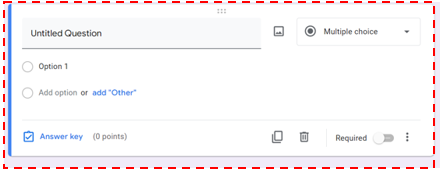 Untitled Question
Multiple choice
Option 1
Add option or add "Other"
Answer key (0 points)
Required